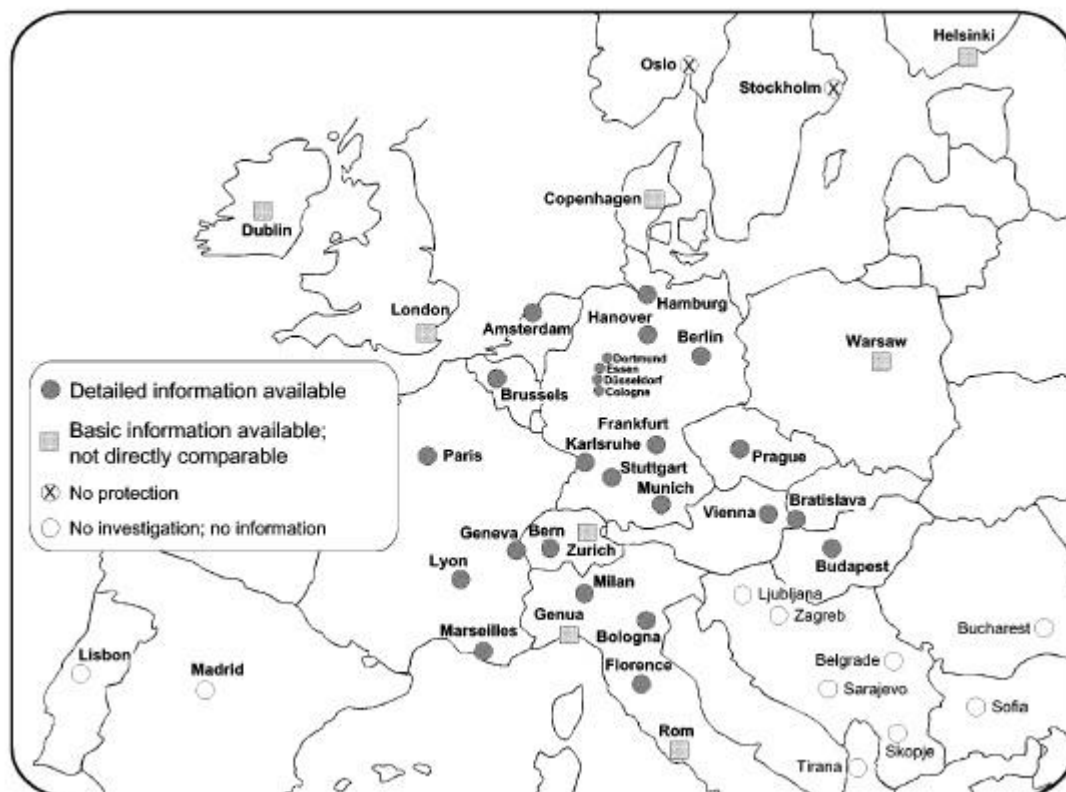 Helsinki
Oslo
Stockholm
Copenhagen
Dublin
London
Hamburg
Amsterdam
Hanover
Berlin
Warsaw
Dortmund
Essen
Düsseldorf
Cologne
Brussels
Detailed information available
Basic information available;
not directly comparable
No protection
No investigation; no information
Frankfurt
Karlsruhe
Paris
Stuttgart
Prague
Munich
Vienna
Bratislava
Geneva
Bern
Zurich
Budapest
Lyon
Milan
Ljubljana
Genua
Zagreb
Marseilles
Bologna
Bucharest
Lisbon
Madrid
Florence
Belgrade
Sarajevo
Sofia
Rom
Skopje
Tirana